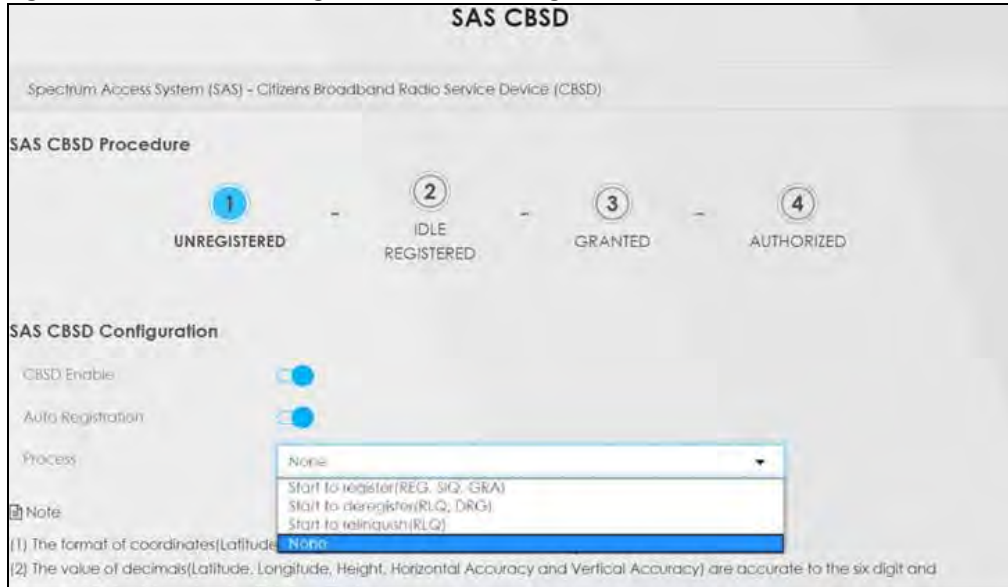 SAS CBSD
Spectrum Access System (SAS) - Citizens Broadband Radio Service Device (CBSD)
SAS CBSD Procedure
1
UNREGISTERED
-
2
IDLE
REGISTERED
-
3
GRANTED
-
4
AUTHORIZED
SAS CBSD Configuration
CBSD Enable
Auto Registration
Process
None
Start to register(REG, SIQ, GRA)
Start to deregister(RLQ, DRG)
Start to relinquish(RLQ)
None
Note
(1) The format of coordinates(Latitude
(2) The value of decimals(Latitude, Longitude, Height, Horizontal Accuracy and Vertical Accuracy) are accurate to the six digit and